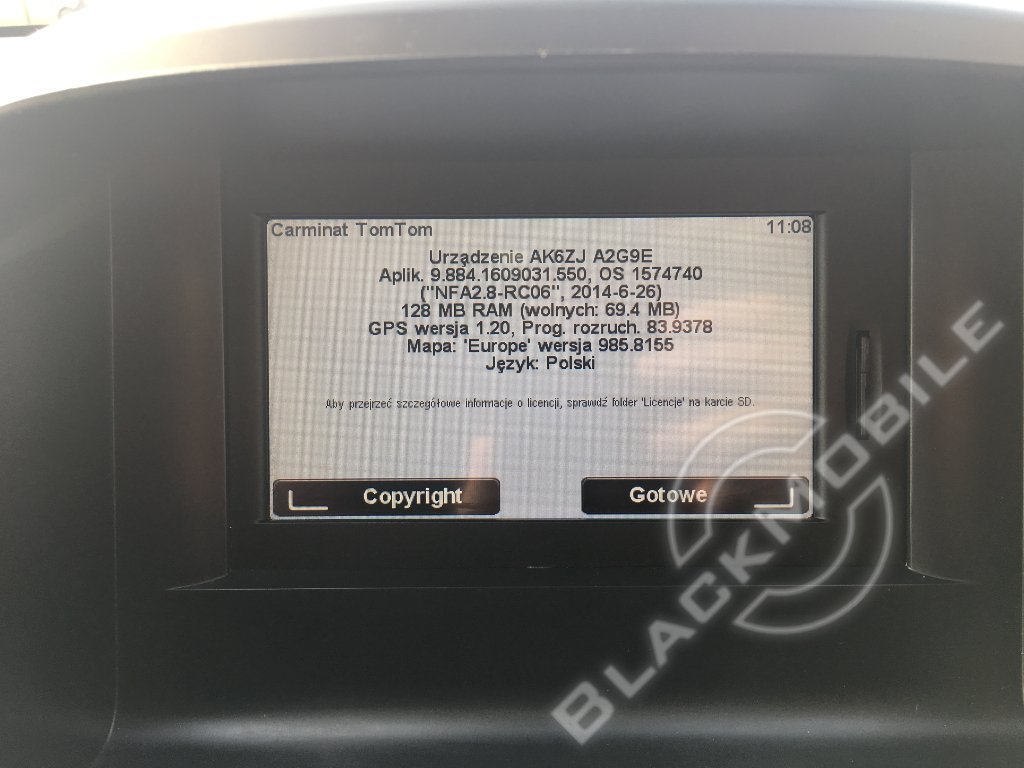 Carminat TomTom 11:08
Urządzenie AK6ZJ A2G9E
Aplik. 9.884.1609031.550, OS 1574740
("NFA2.8-RC06", 2014-6-26)
128 MB RAM (wolnych: 69.4 MB)
GPS wersja 1.20, Prog. rozruch. 83.9378
Mapa: 'Europe' wersja 985.8155
Język: Polski
Aby przejrzeć szczegółowe informacje o licencji, sprawdź folder 'Licencje' na karcie SD.
Copyright Gotowe
BLACKMOBILE